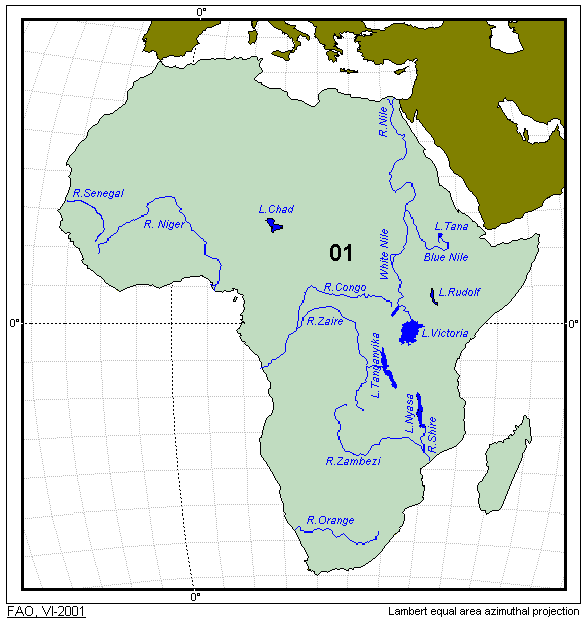 0°
R.Nile
R.Senegal
R. Niger
L.Chad
L.Tana
01
White Nile
Blue Nile
R.Congo
L.Rudolf
0°
R.Zaire
0°
L.Victoria
L.Tanganyika
L.Nyasa
R.Shire
R.Zambezi
R.Orange
0°
FAO, VI-2001
Lambert equal area azimuthal projection